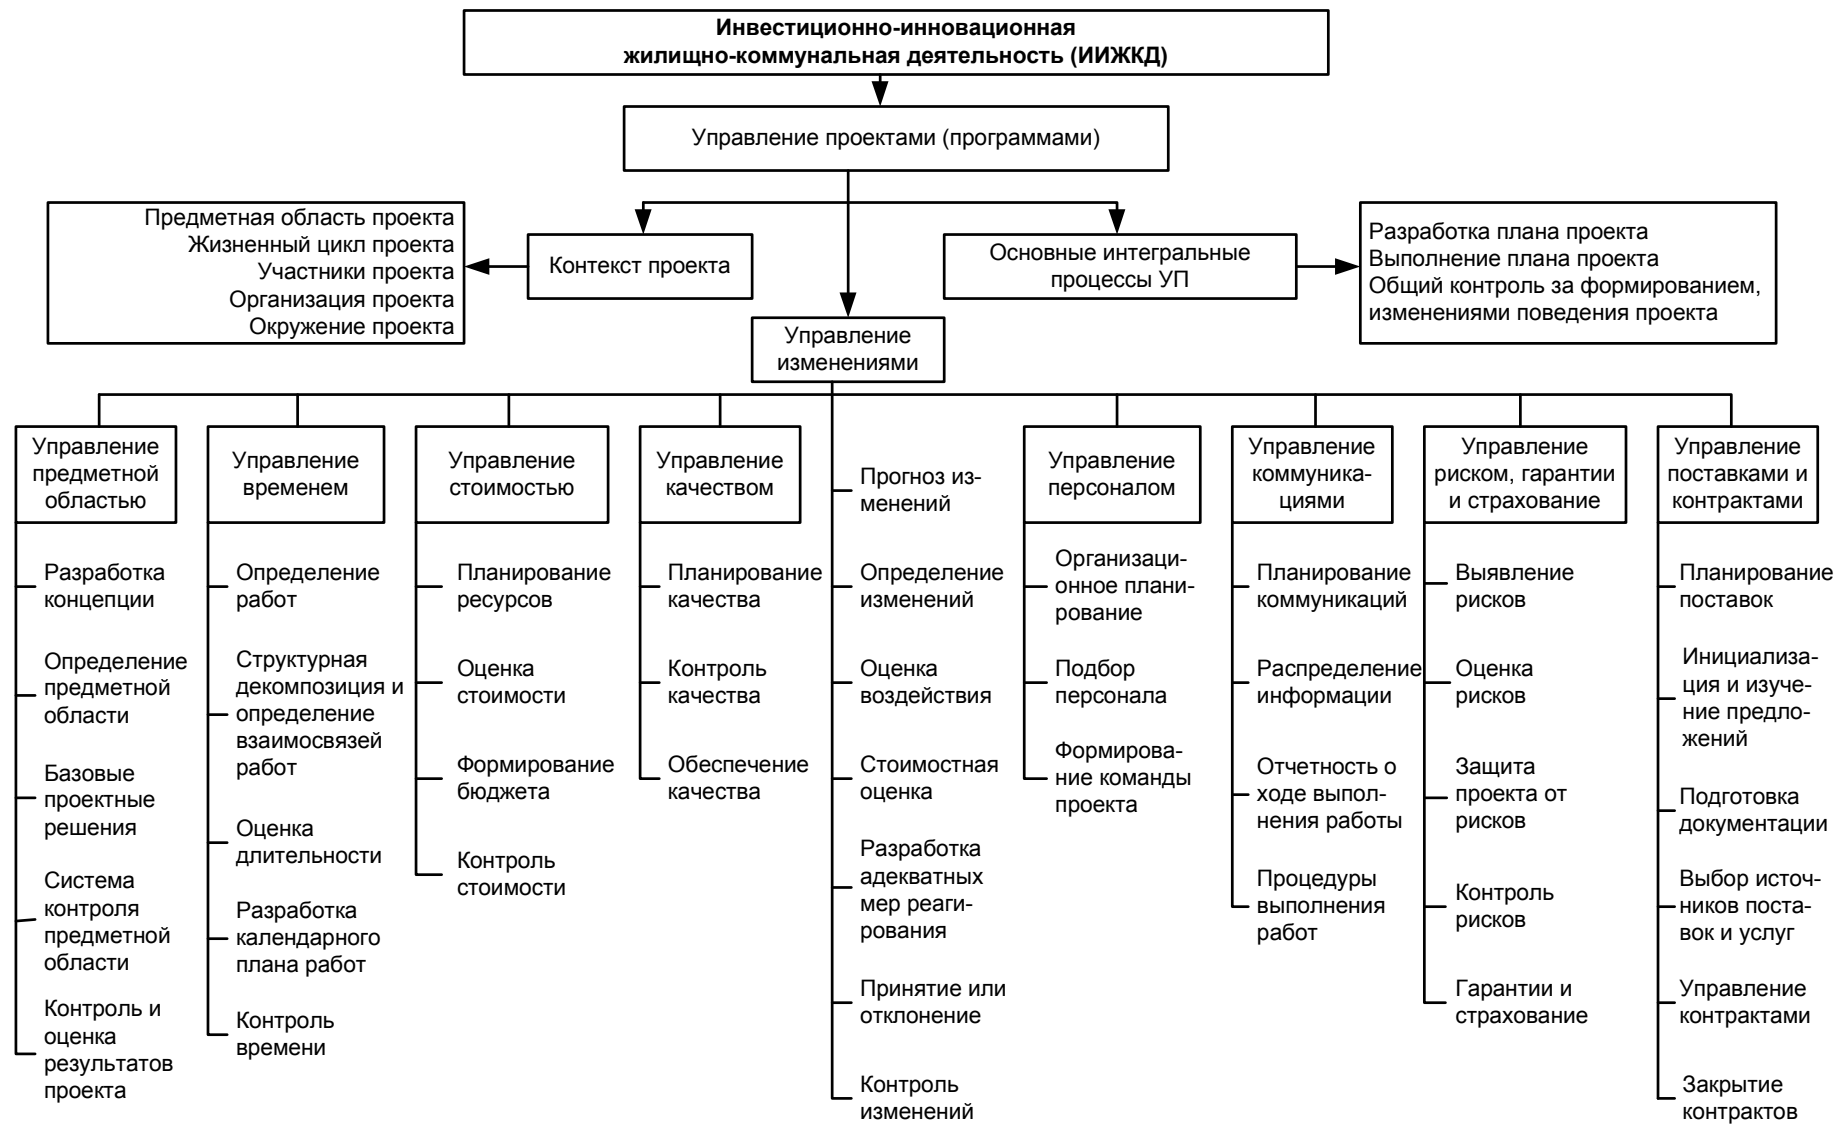 Инвестиционно-инновационная
жилищно-коммунальная деятельность (ИИЖКД)
Управление проектами (программами)
Предметная область проекта
Жизненный цикл проекта
Участники проекта
Организация проекта
Окружение проекта
Контекст проекта
Основные интегральные
процессы УП
Разработка плана проекта
Выполнение плана проекта
Общий контроль за формированием,
изменениями поведения проекта
Управление
изменениями
Управление
предметной
областью
Разработка
концепции
Определение
предметной
области
Базовые
проектные
решения
Система
контроля
предметной
области
Контроль и
оценка
результатов
проекта
Управление
временем
Определение
работ
Структурная
декомпозиция и
определение
взаимосвязей
работ
Оценка
длительности
Разработка
календарного
плана работ
Контроль
времени
Управление
стоимостью
Планирование
ресурсов
Оценка
стоимости
Формирование
бюджета
Контроль
стоимости
Управление
качеством
Планирование
качества
Контроль
качества
Обеспечение
качества
Прогноз из-
менений
Определение
изменений
Оценка
воздействия
Стоимостная
оценка
Разработка
адекватных
мер реаги-
рования
Принятие или
отклонение
Контроль
изменений
Управление
персоналом
Организаци-
онное плани-
рование
Подбор
персонала
Формирова-
ние команды
проекта
Управление
коммуника-
циями
Планирование
коммуникаций
Распределение
информации
Отчетность о
ходе выпол-
нения работы
Процедуры
выполнения
работ
Управление
риском, гарантии
и страхование
Выявление
рисков
Оценка
рисков
Защита
проекта от
рисков
Контроль
рисков
Гарантии и
страхование
Управление
поставками и
контрактами
Планирование
поставок
Инициализа-
ция и изуче-
ние предло-
жений
Подготовка
документации
Выбор источ-
ников поста-
вок и услуг
Управление
контрактами
Закрытие
контрактов